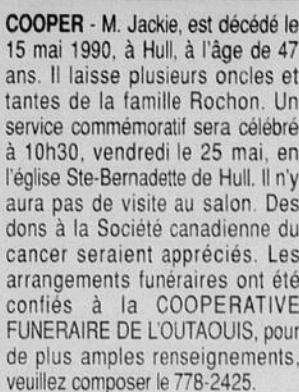 COOPER - M. Jackie, est décédé le
15 mai 1990, à Hull, à l'âge de 47
ans. Il laisse plusieurs oncles et
tantes de la famille Rochon. Un
service commémoratif sera célébré
à 10h30, vendredi le 25 mai, en
l'église Ste-Bernadette de Hull. Il n'y
aura pas de visite au salon. Des
dons à la Société canadienne du
cancer seraient appréciés. Les
arrangements funéraires ont été
confiés à la COOPERATIVE
FUNERAIRE DE L'OUTAOUIS, pour
de plus amples renseignements,
veuillez composer le 778-2425.